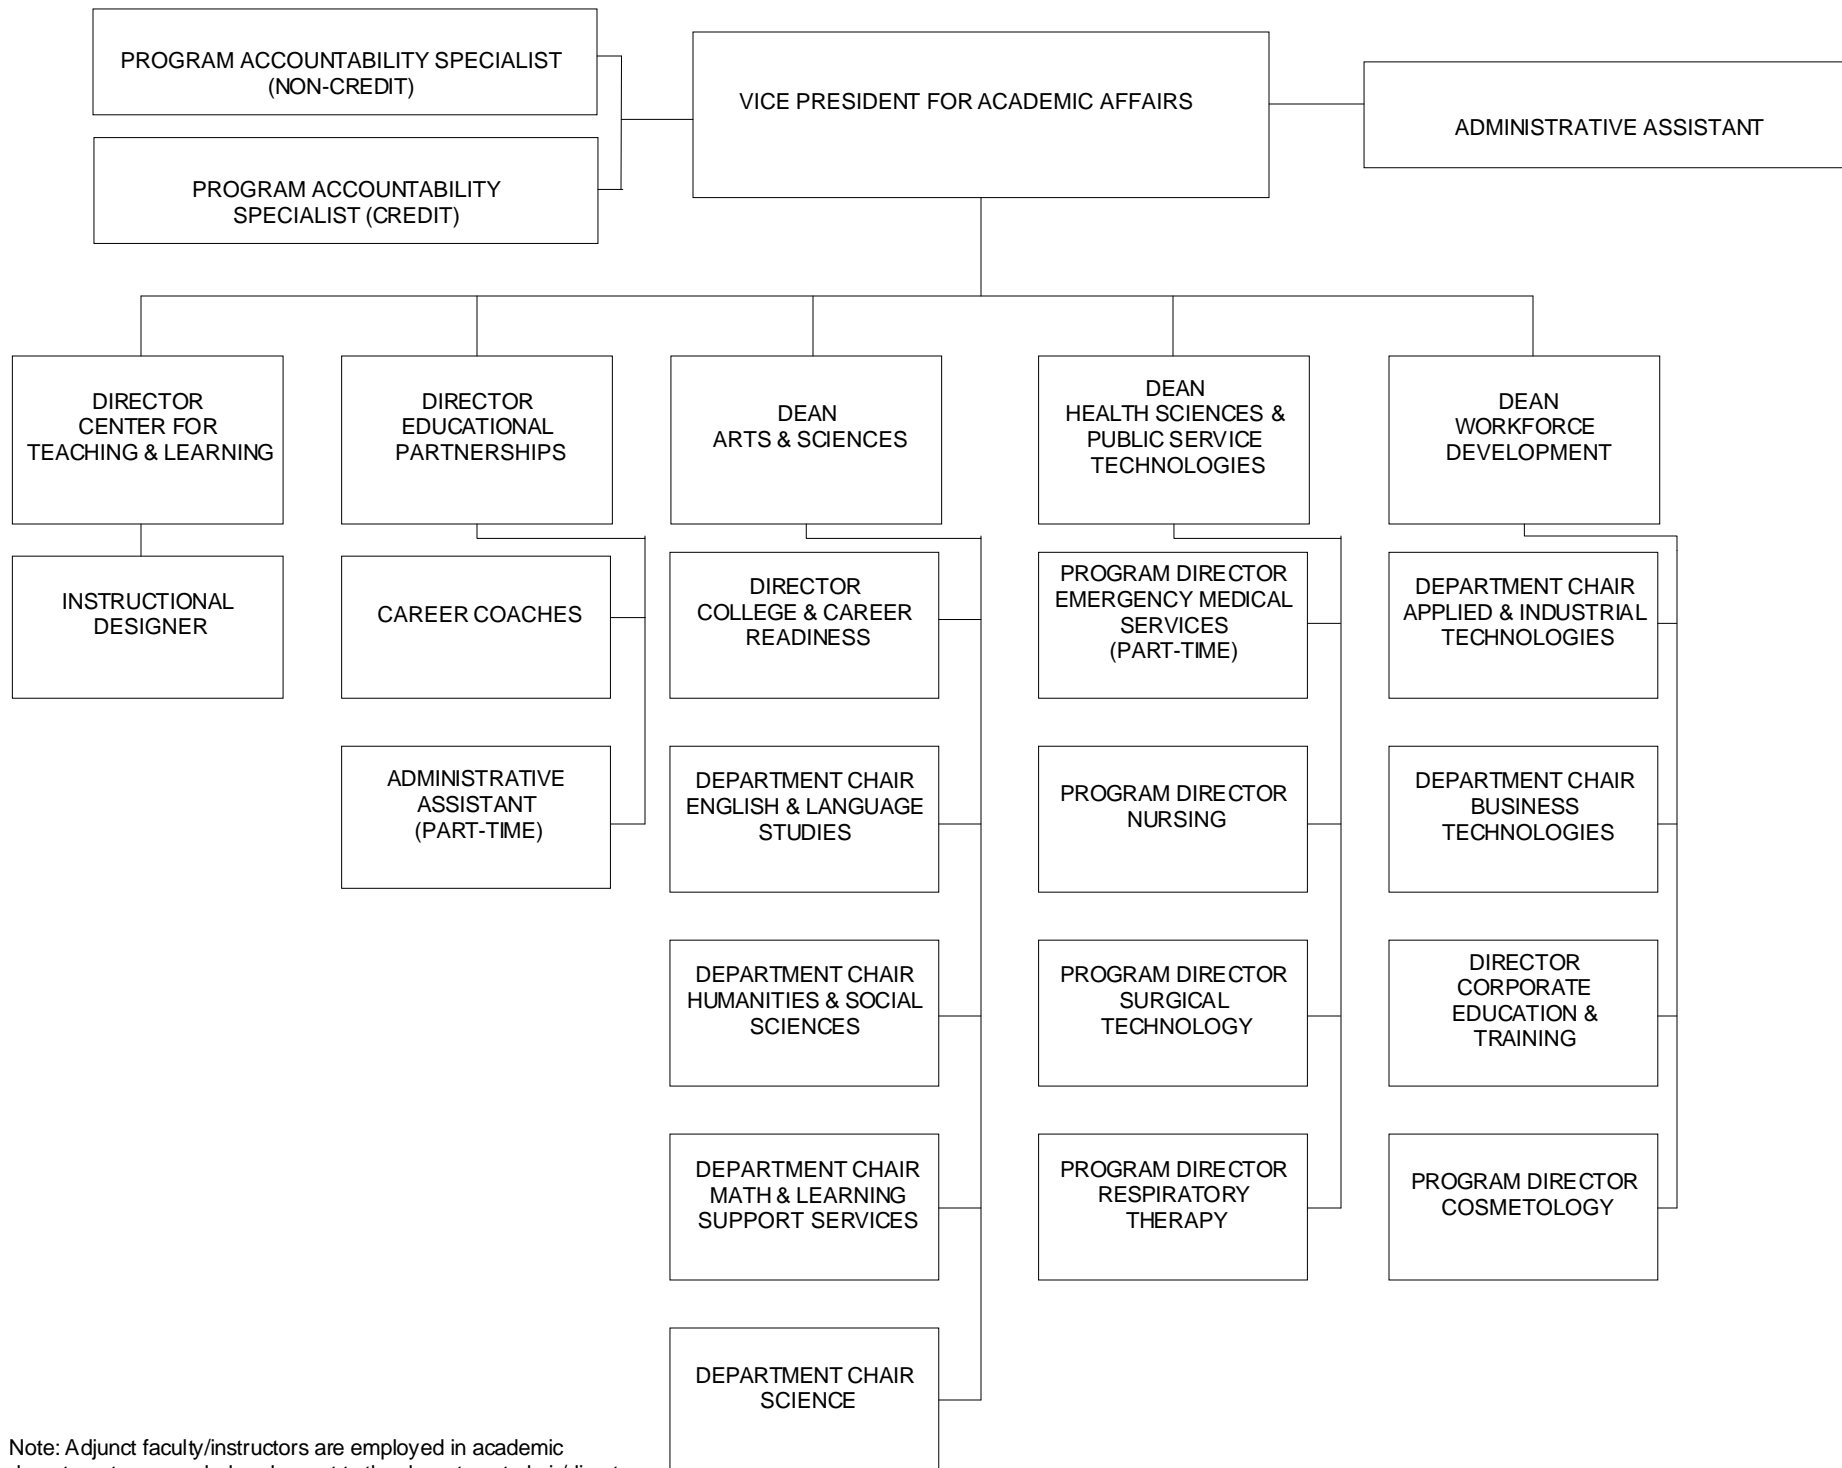 PROGRAM ACCOUNTABILITY SPECIALIST
(NON-CREDIT)
PROGRAM ACCOUNTABILITY
SPECIALIST (CREDIT)
VICE PRESIDENT FOR ACADEMIC AFFAIRS
ADMINISTRATIVE ASSISTANT
DIRECTOR
CENTER FOR
TEACHING & LEARNING
DIRECTOR
EDUCATIONAL
PARTNERSHIPS
DEAN
ARTS & SCIENCES
DEAN
HEALTH SCIENCES &
PUBLIC SERVICE
TECHNOLOGIES
DEAN
WORKFORCE
DEVELOPMENT
INSTRUCTIONAL
DESIGNER
CAREER COACHES
ADMINISTRATIVE
ASSISTANT
(PART-TIME)
DIRECTOR
COLLEGE & CAREER
READINESS
DEPARTMENT CHAIR
ENGLISH & LANGUAGE
STUDIES
DEPARTMENT CHAIR
HUMANITIES & SOCIAL
SCIENCES
DEPARTMENT CHAIR
MATH & LEARNING
SUPPORT SERVICES
DEPARTMENT CHAIR
SCIENCE
PROGRAM DIRECTOR
EMERGENCY MEDICAL
SERVICES
(PART-TIME)
PROGRAM DIRECTOR
NURSING
PROGRAM DIRECTOR
SURGICAL
TECHNOLOGY
PROGRAM DIRECTOR
RESPIRATORY
THERAPY
DEPARTMENT CHAIR
APPLIED & INDUSTRIAL
TECHNOLOGIES
DEPARTMENT CHAIR
BUSINESS
TECHNOLOGIES
DIRECTOR
CORPORATE
EDUCATION &
TRAINING
PROGRAM DIRECTOR
COSMETOLOGY
Note: Adjunct faculty/instructors are employed in academic